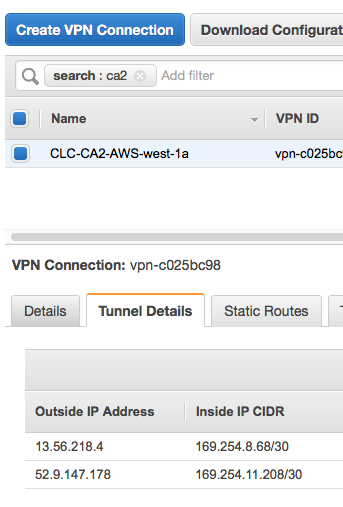 Create VPN Connection Download Configurat
search : ca2 Add filter
Name VPN ID
CLC-CA2-AWS-west-1a vpn-c025bc
VPN Connection: vpn-c025bc98
Details Tunnel Details Static Routes
Outside IP Address Inside IP CIDR
13.56.218.4 169.254.8.68/30
52.9.147.178 169.254.11.208/30